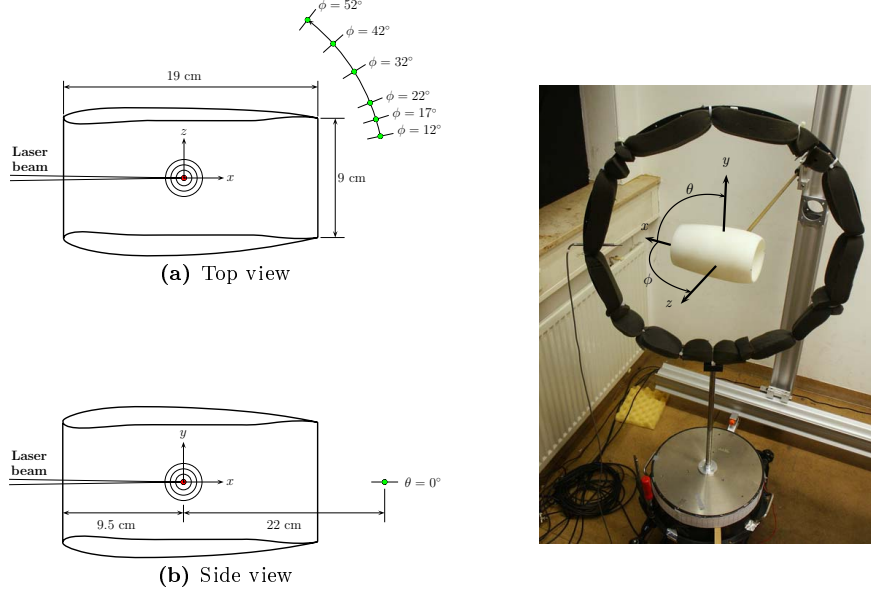 ϕ = 52°
ϕ = 42°
ϕ = 32°
ϕ = 22°
ϕ = 17°
ϕ = 12°
19 cm
z
x
Laser
beam
9 cm
(a) Top view
y
x
Laser
beam
θ = 0°
9.5 cm
22 cm
(b) Side view
y
θ
x
ϕ
z